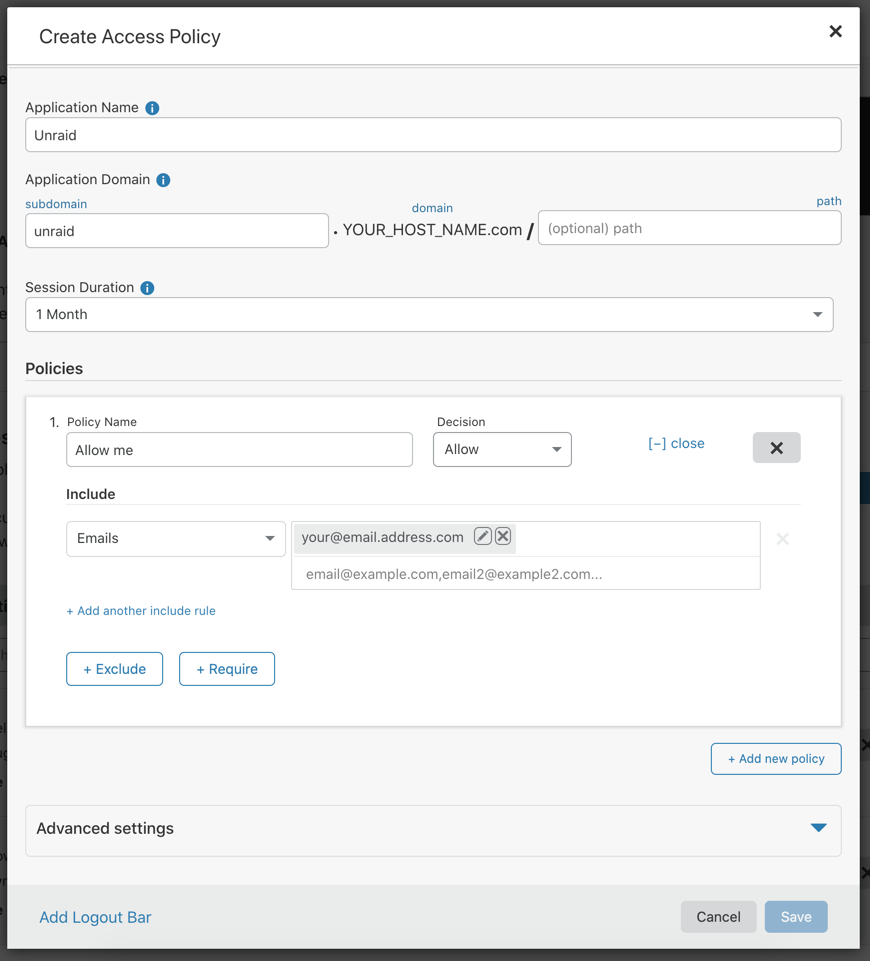 Create Access Policy
Application Name
Unraid
Application Domain
subdomain
domain
path
unraid
. YOUR_HOST_NAME.com /
(optional) path
Session Duration
1 Month
Policies
1. Policy Name
Decision
Allow me
Allow
[−] close
Include
Emails
your@email.address.com
email@example.com,email2@example2.com...
+ Add another include rule
+ Exclude
+ Require
+ Add new policy
Advanced settings
Add Logout Bar
Cancel
Save